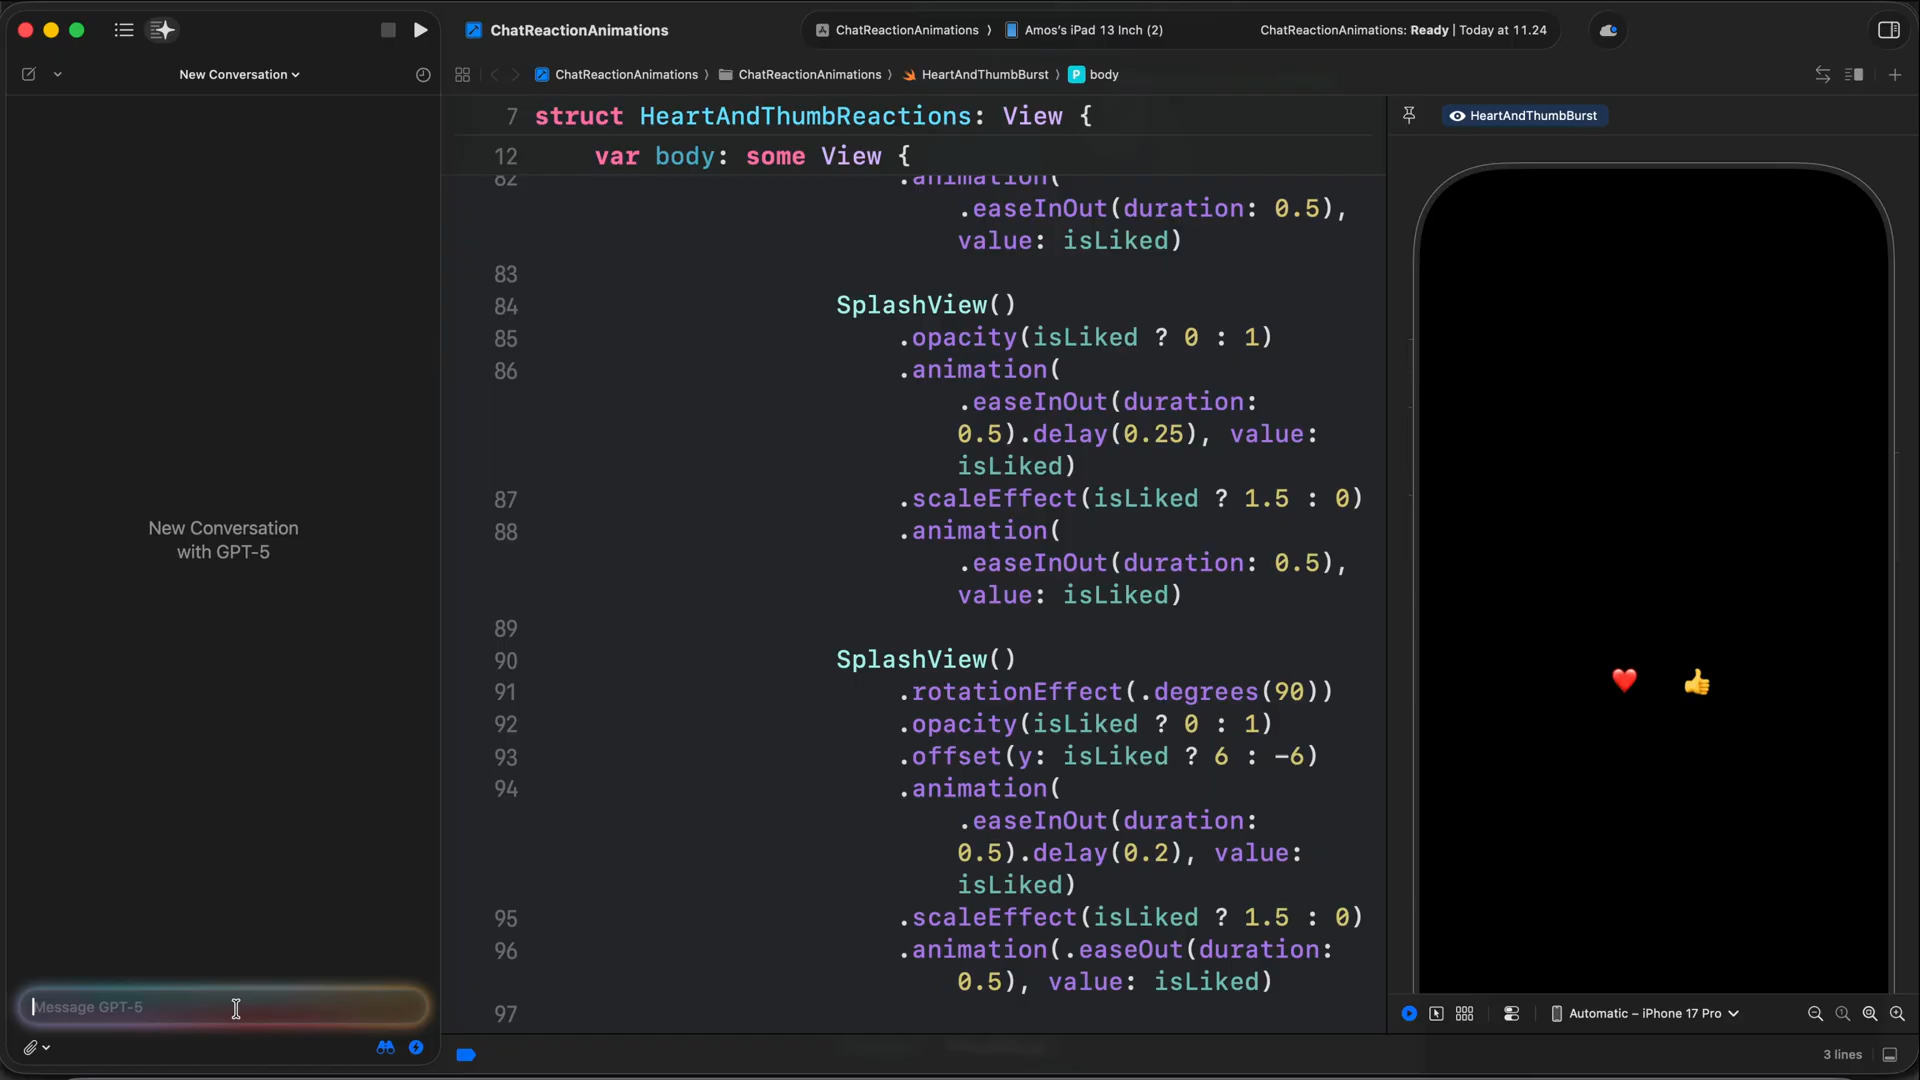 ChatReactionAnimations
ChatReactionAnimations 〉 Amos's iPad 13 Inch (2)
ChatReactionAnimations: Ready | Today at 11.24
New Conversation
ChatReactionAnimations 〉 ChatReactionAnimations 〉 HeartAndThumbBurst 〉 P body
7 struct HeartAndThumbReactions: View {
12 var body: some View {
82 .animation(
.easeInOut(duration: 0.5),
value: isLiked)
83
84 SplashView()
85 .opacity(isLiked ? 0 : 1)
86 .animation(
.easeInOut(duration:
0.5).delay(0.25), value:
isLiked)
87 .scaleEffect(isLiked ? 1.5 : 0)
88 .animation(
.easeInOut(duration: 0.5),
value: isLiked)
89
90 SplashView()
91 .rotationEffect(.degrees(90))
92 .opacity(isLiked ? 0 : 1)
93 .offset(y: isLiked ? 6 : -6)
94 .animation(
.easeInOut(duration:
0.5).delay(0.2), value:
isLiked)
95 .scaleEffect(isLiked ? 1.5 : 0)
96 .animation(.easeOut(duration:
0.5), value: isLiked)
97
New Conversation
with GPT-5
Message GPT-5
HeartAndThumbBurst
Automatic – iPhone 17 Pro
3 lines